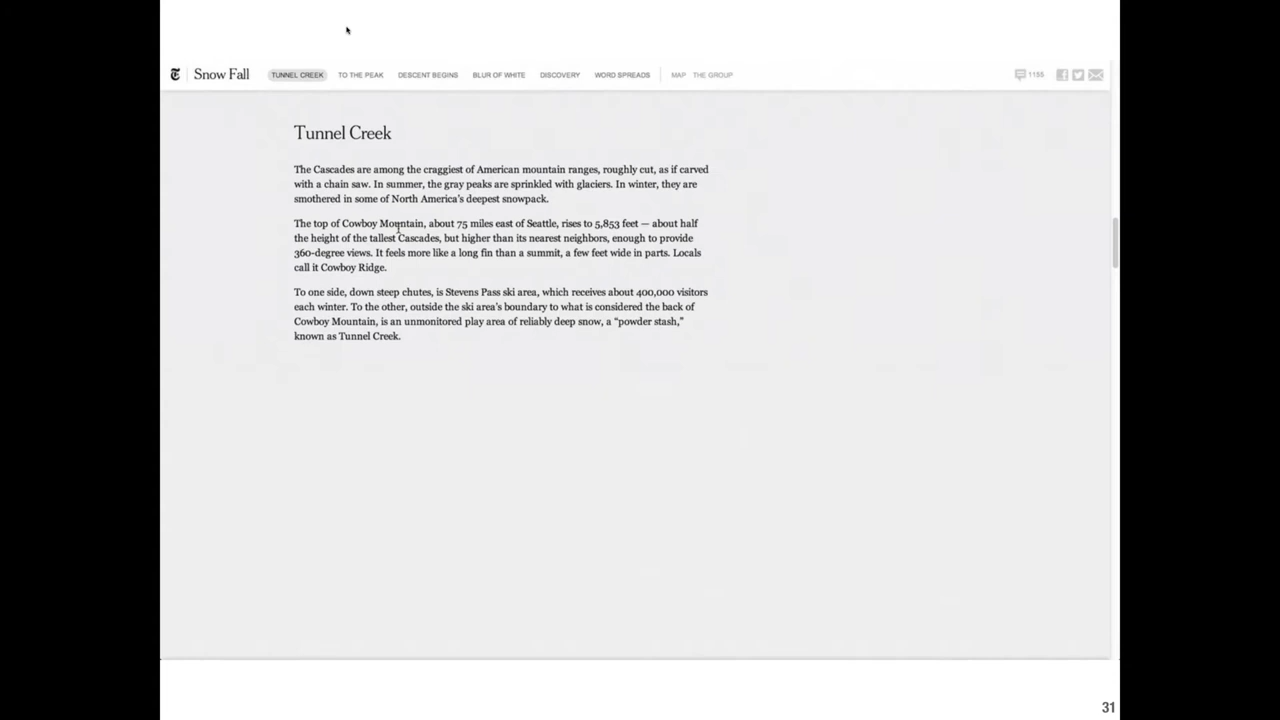 Snow Fall TUNNEL CREEK TO THE PEAK DESCENT BEGINS BLUR OF WHITE DISCOVERY WORD SPREADS MAP THE GROUP 1155
Tunnel Creek
The Cascades are among the craggiest of American mountain ranges, roughly cut, as if carved
with a chain saw. In summer, the gray peaks are sprinkled with glaciers. In winter, they are
smothered in some of North America's deepest snowpack.
The top of Cowboy Mountain, about 75 miles east of Seattle, rises to 5,853 feet — about half
the height of the tallest Cascades, but higher than its nearest neighbors, enough to provide
360-degree views. It feels more like a long fin than a summit, a few feet wide in parts. Locals
call it Cowboy Ridge.
To one side, down steep chutes, is Stevens Pass ski area, which receives about 400,000 visitors
each winter. To the other, outside the ski area's boundary to what is considered the back of
Cowboy Mountain, is an unmonitored play area of reliably deep snow, a “powder stash,”
known as Tunnel Creek.
31